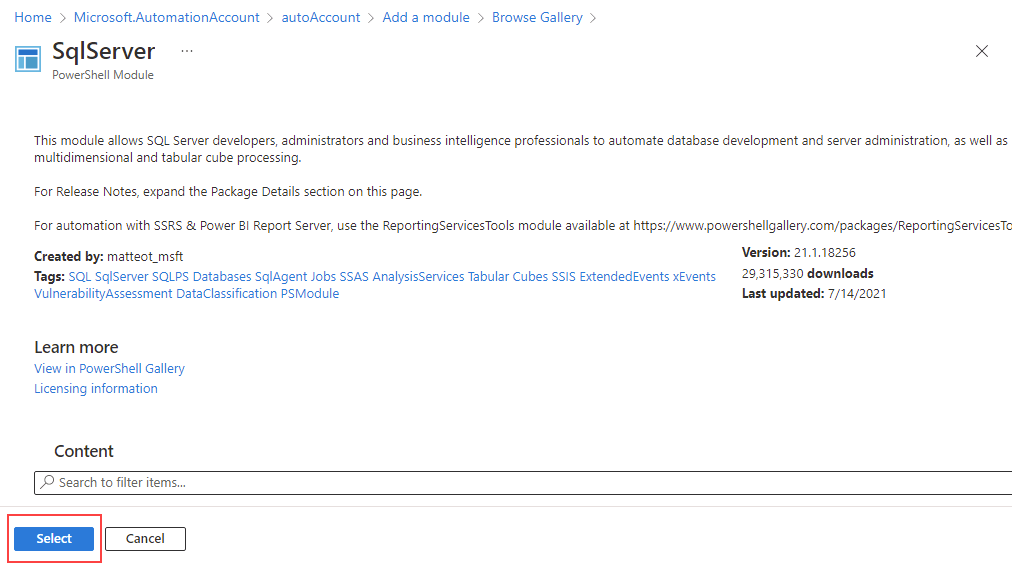 Home > Microsoft.AutomationAccount > autoAccount > Add a module > Browse Gallery >
SqlServer ...
PowerShell Module
This module allows SQL Server developers, administrators and business intelligence professionals to automate database development and server administration, as well as
multidimensional and tabular cube processing.
For Release Notes, expand the Package Details section on this page.
For automation with SSRS & Power BI Report Server, use the ReportingServicesTools module available at https://www.powershellgallery.com/packages/ReportingServicesTo
Created by: matteot_msft
Tags: SQL SqlServer SQLPS Databases SqlAgent Jobs SSAS AnalysisServices Tabular Cubes SSIS ExtendedEvents xEvents
VulnerabilityAssessment DataClassification PSModule
Version: 21.1.18256
29,315,330 downloads
Last updated: 7/14/2021
Learn more
View in PowerShell Gallery
Licensing information
Content
Search to filter items...
Select
Cancel